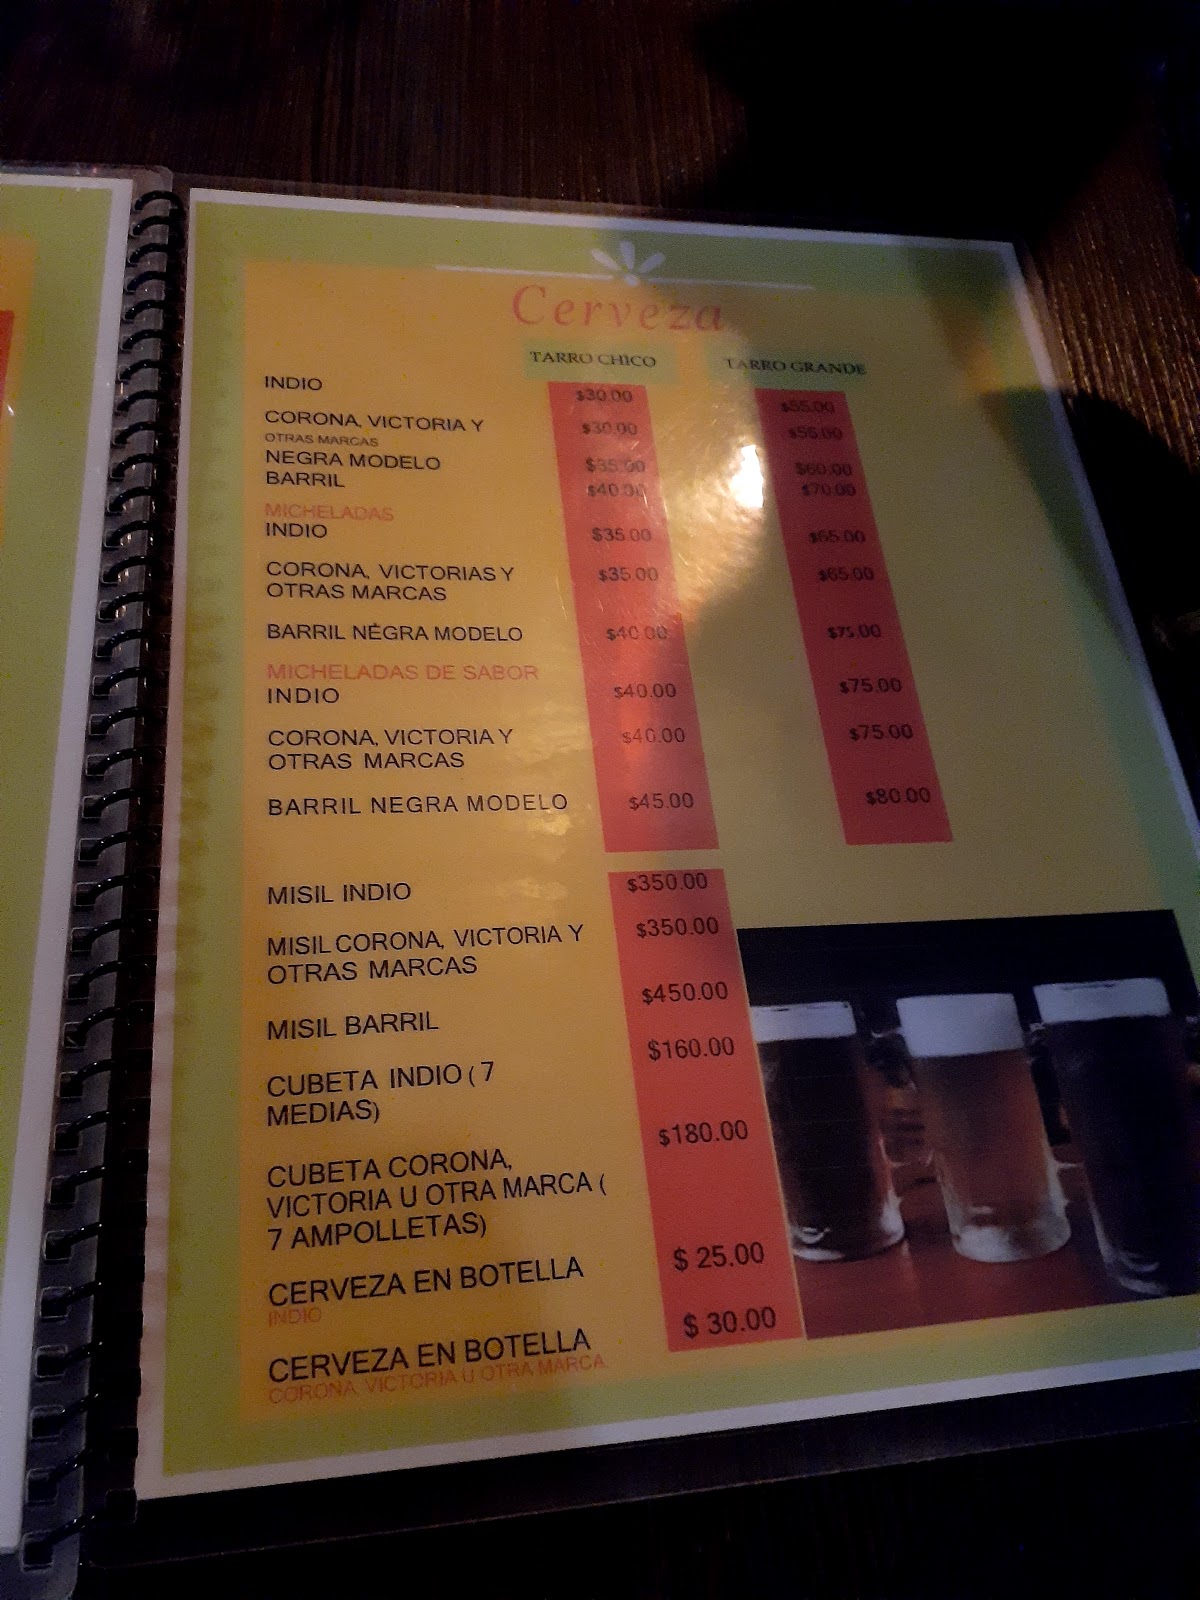 Cerveza
TARRO CHICO TARRO GRANDE
INDIO $30.00 $55.00
CORONA, VICTORIA Y $30.00 $55.00
OTRAS MARCAS
NEGRA MODELO $35.00 $60.00
BARRIL $40.00 $70.00
MICHELADAS
INDIO $35.00 $65.00
CORONA, VICTORIAS Y $35.00 $65.00
OTRAS MARCAS
BARRIL NEGRA MODELO $40.00 $75.00
MICHELADAS DE SABOR
INDIO $40.00 $75.00
CORONA, VICTORIA Y $40.00 $75.00
OTRAS MARCAS
BARRIL NEGRA MODELO $45.00 $80.00
MISIL INDIO $350.00
MISIL CORONA, VICTORIA Y $350.00
OTRAS MARCAS
MISIL BARRIL $450.00
CUBETA INDIO ( 7 $160.00
MEDIAS)
CUBETA CORONA, $180.00
VICTORIA U OTRA MARCA (
7 AMPOLLETAS)
CERVEZA EN BOTELLA $ 25.00
INDIO
CERVEZA EN BOTELLA $ 30.00
CORONA, VICTORIA U OTRA MARCA